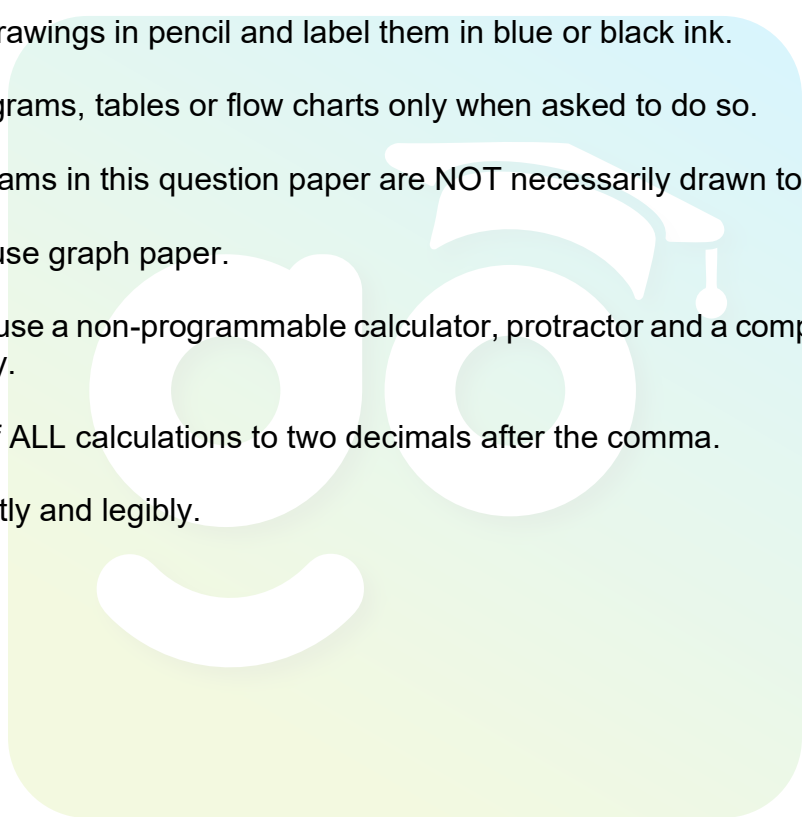 rawings in pencil and label them in blue or black ink.
grams, tables or flow charts only when asked to do so.
ams in this question paper are NOT necessarily drawn to
use graph paper.
use a non-programmable calculator, protractor and a comp
y.
f ALL calculations to two decimals after the comma.
tly and legibly.
go